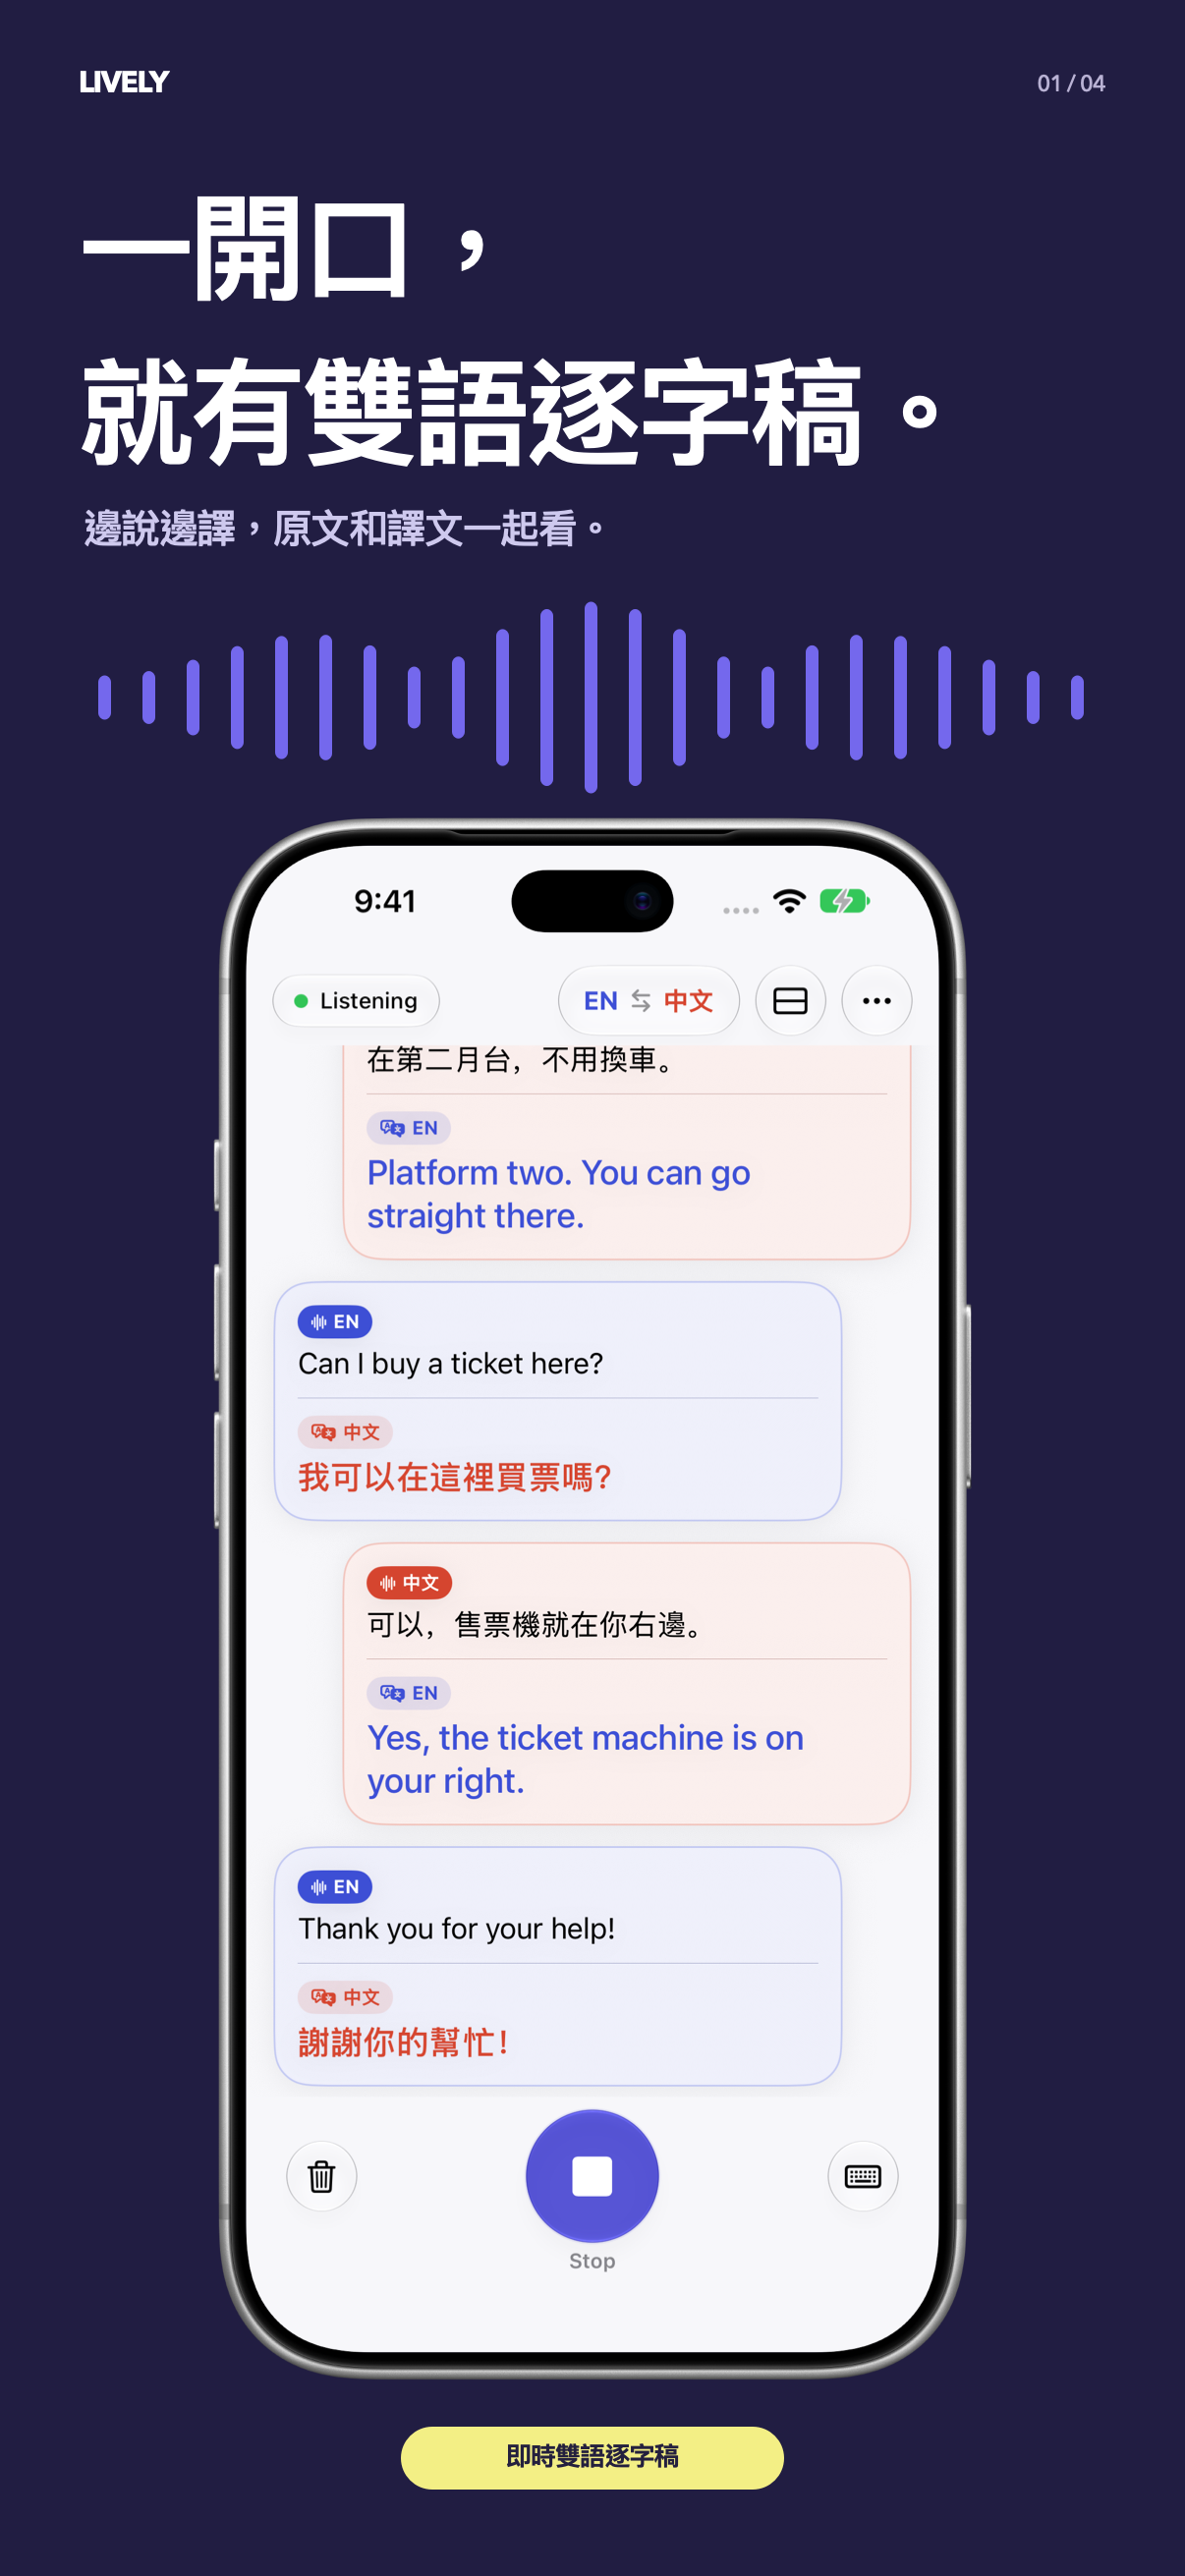 LIVELY
01 / 04
一開口，
就有雙語逐字稿。
邊說邊譯，原文和譯文一起看。
9:41
Listening
EN 中文
在第二月台，不用換車。
EN
Platform two. You can go
straight there.
EN
Can I buy a ticket here?
中文
我可以在這裡買票嗎?
中文
可以，售票機就在你右邊。
EN
Yes, the ticket machine is on
your right.
EN
Thank you for your help!
中文
謝謝你的幫忙！
Stop
即時雙語逐字稿